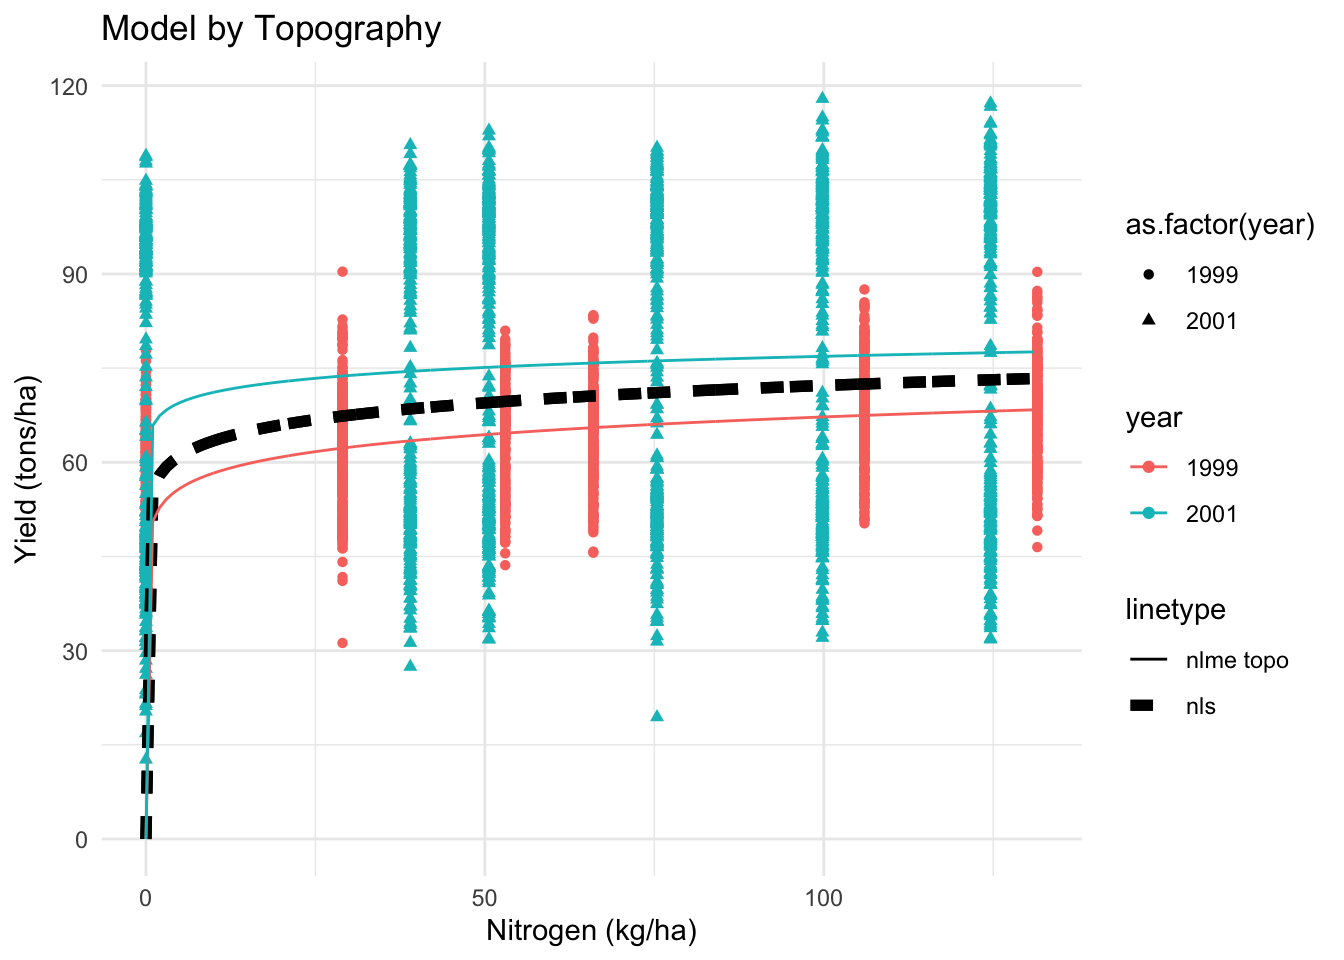 Model by Topography
120
90
60
30
0
Yield (tons/ha)
0
50
100
Nitrogen (kg/ha)
as.factor(year)
1999
2001
year
1999
2001
linetype
nlme topo
nls